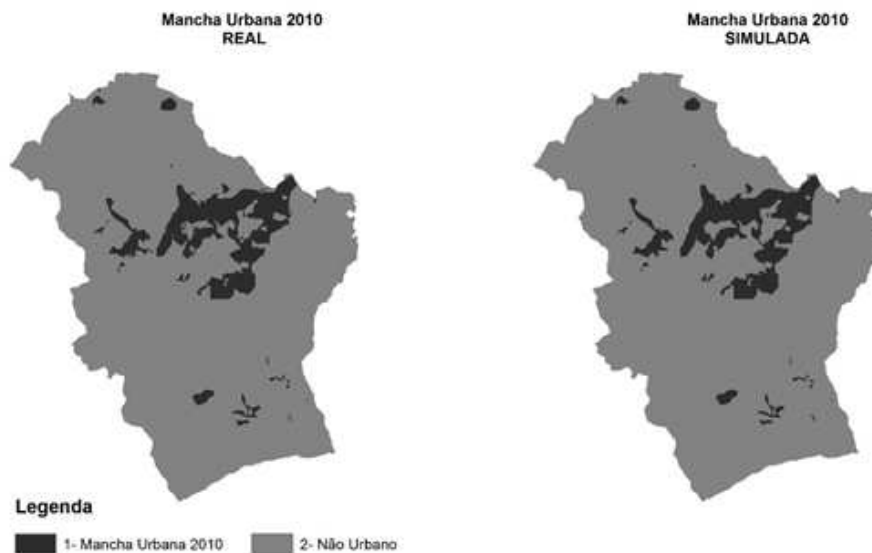 Mancha Urbana 2010
REAL
Mancha Urbana 2010
SIMULADA
Legenda
1- Mancha Urbana 2010
2- Não Urbano